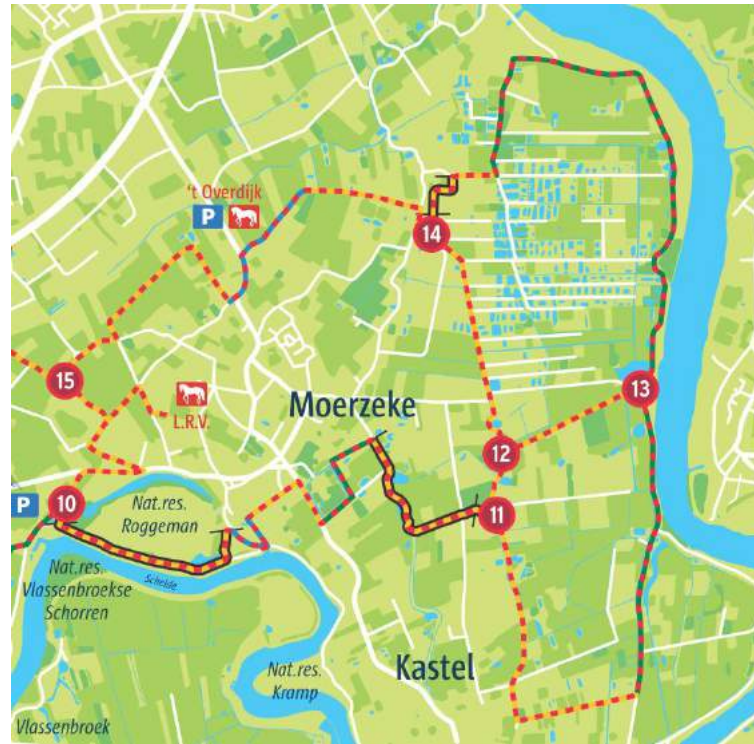 't Overdijk
P
14
15
L.R.V.
Moerzeke
13
12
10
P
Nat.res.
Roggeman
11
Nat.res.
Vlassenbroekse
Schorren
Schelde
Kastel
Nat.res.
Kramp
Vlassenbroek